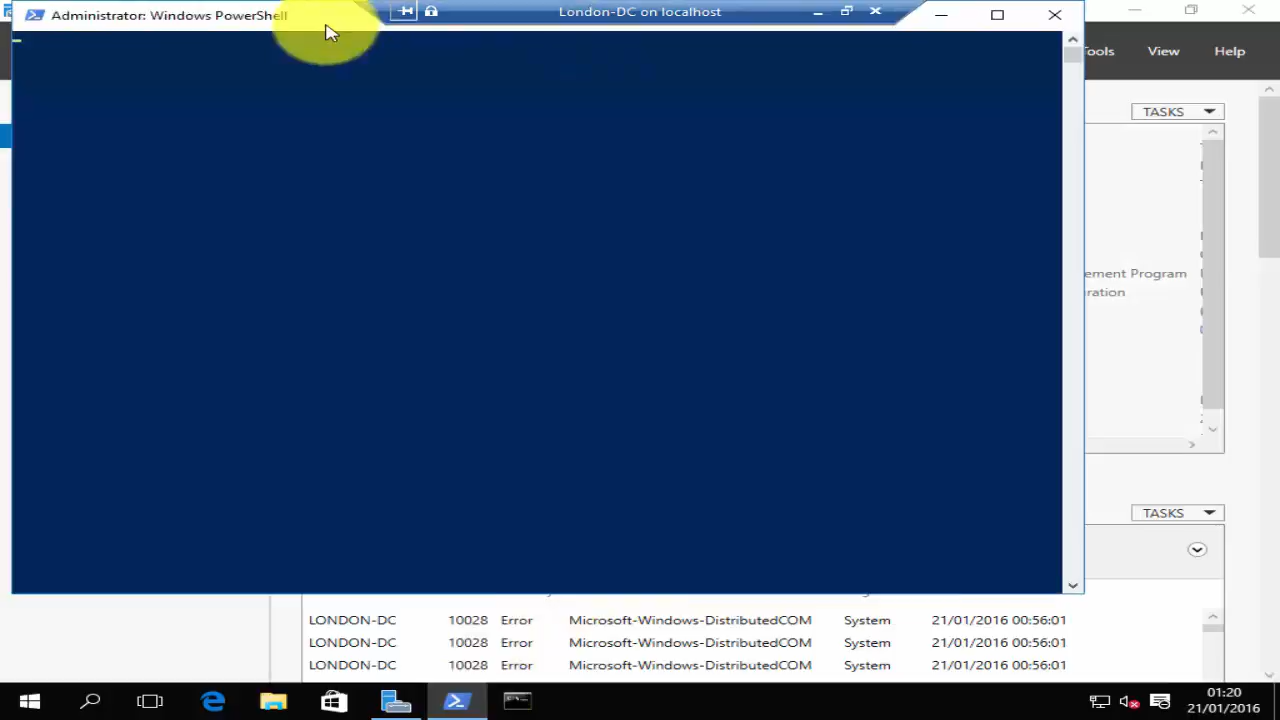 Administrator: Windows PowerShell
London-DC on localhost
Tools View Help
TASKS
ement Program
uration
TASKS
LONDON-DC 10028 Error Microsoft-Windows-DistributedCOM System 21/01/2016 00:56:01
LONDON-DC 10028 Error Microsoft-Windows-DistributedCOM System 21/01/2016 00:56:01
LONDON-DC 10028 Error Microsoft-Windows-DistributedCOM System 21/01/2016 00:56:01
01:20
21/01/2016